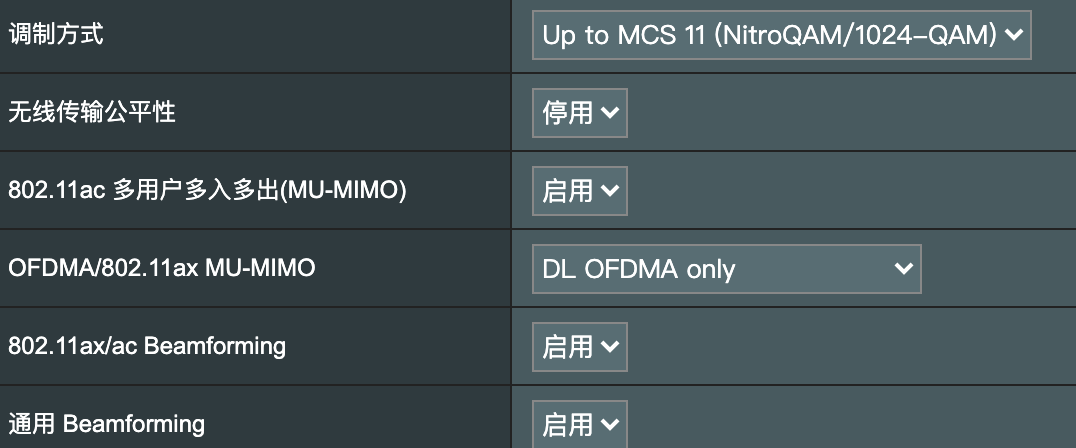 调制方式
Up to MCS 11 (NitroQAM/1024-QAM)
无线传输公平性
停用
802.11ac 多用户多入多出(MU-MIMO)
启用
OFDMA/802.11ax MU-MIMO
DL OFDMA only
802.11ax/ac Beamforming
启用
通用 Beamforming
启用